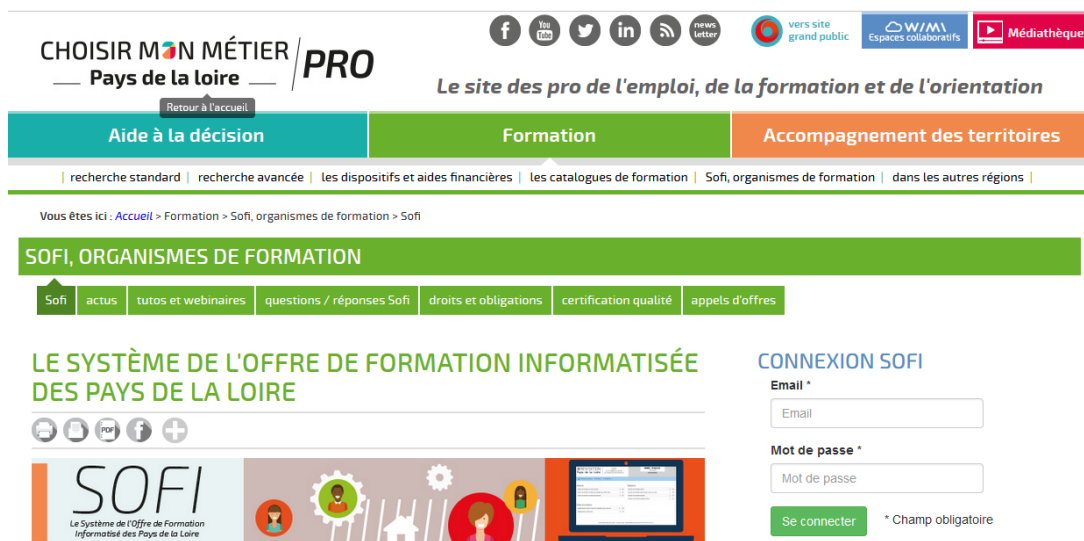 CHOISIR MON MÉTIER
Pays de la loire
PRO
You Tube
news letter
vers site grand public
Espaces collaboratifs
Médiathèque
Le site des pro de l'emploi, de la formation et de l'orientation
Retour à l'accueil
Aide à la décision
Formation
Accompagnement des territoires
| recherche standard | recherche avancée | les dispositifs et aides financières | les catalogues de formation | Sofi, organismes de formation | dans les autres régions |
Vous êtes ici : Accueil > Formation > Sofi, organismes de formation > Sofi
SOFI, ORGANISMES DE FORMATION
Sofi
actus
tutos et webinaires
questions / réponses Sofi
droits et obligations
certification qualité
appels d'offres
LE SYSTÈME DE L'OFFRE DE FORMATION INFORMATISÉE
DES PAYS DE LA LOIRE
PDF
CONNEXION SOFI
Email *
Email
Mot de passe *
Mot de passe
Se connecter
* Champ obligatoire
SOFI
Le Système de l'Offre de Formation
Informatisé des Pays de la Loire